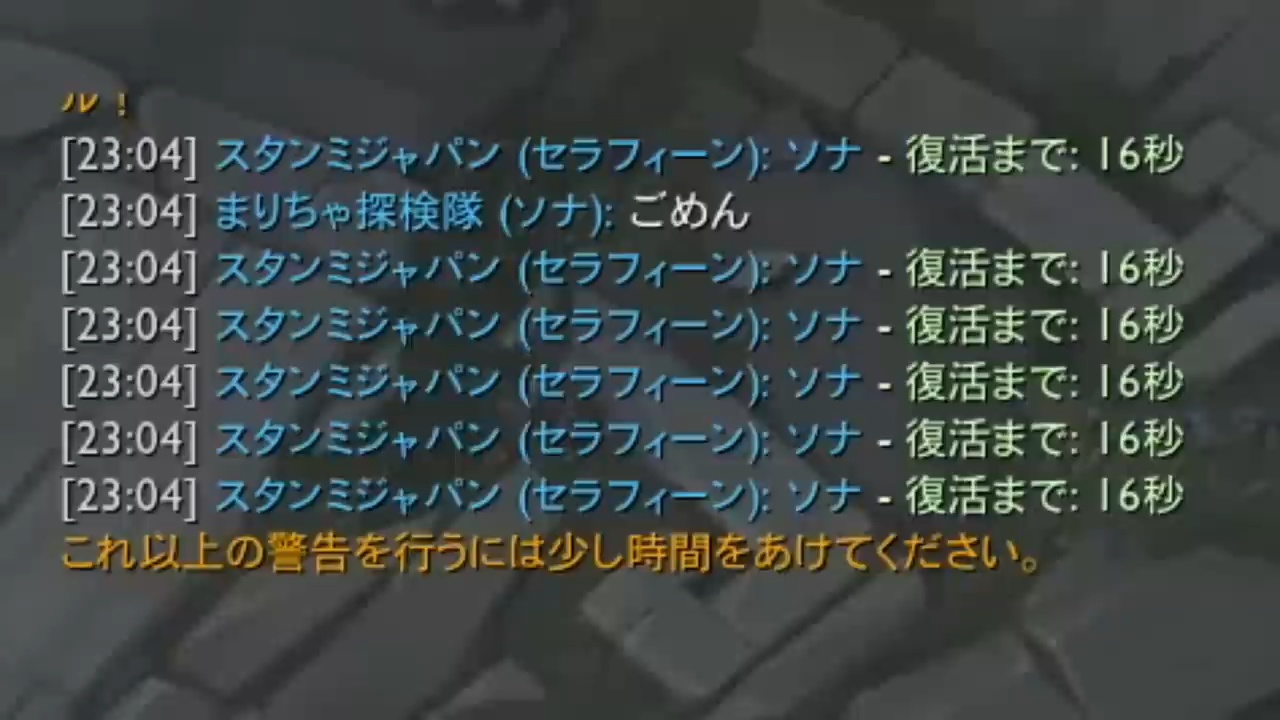 ル！
[23:04] スタンミジャパン (セラフィーン): ソナ - 復活まで: 16秒
[23:04] まりちゃ探検隊 (ソナ): ごめん
[23:04] スタンミジャパン (セラフィーン): ソナ - 復活まで: 16秒
[23:04] スタンミジャパン (セラフィーン): ソナ - 復活まで: 16秒
[23:04] スタンミジャパン (セラフィーン): ソナ - 復活まで: 16秒
[23:04] スタンミジャパン (セラフィーン): ソナ - 復活まで: 16秒
[23:04] スタンミジャパン (セラフィーン): ソナ - 復活まで: 16秒
これ以上の警告を行うには少し時間をあけてください。